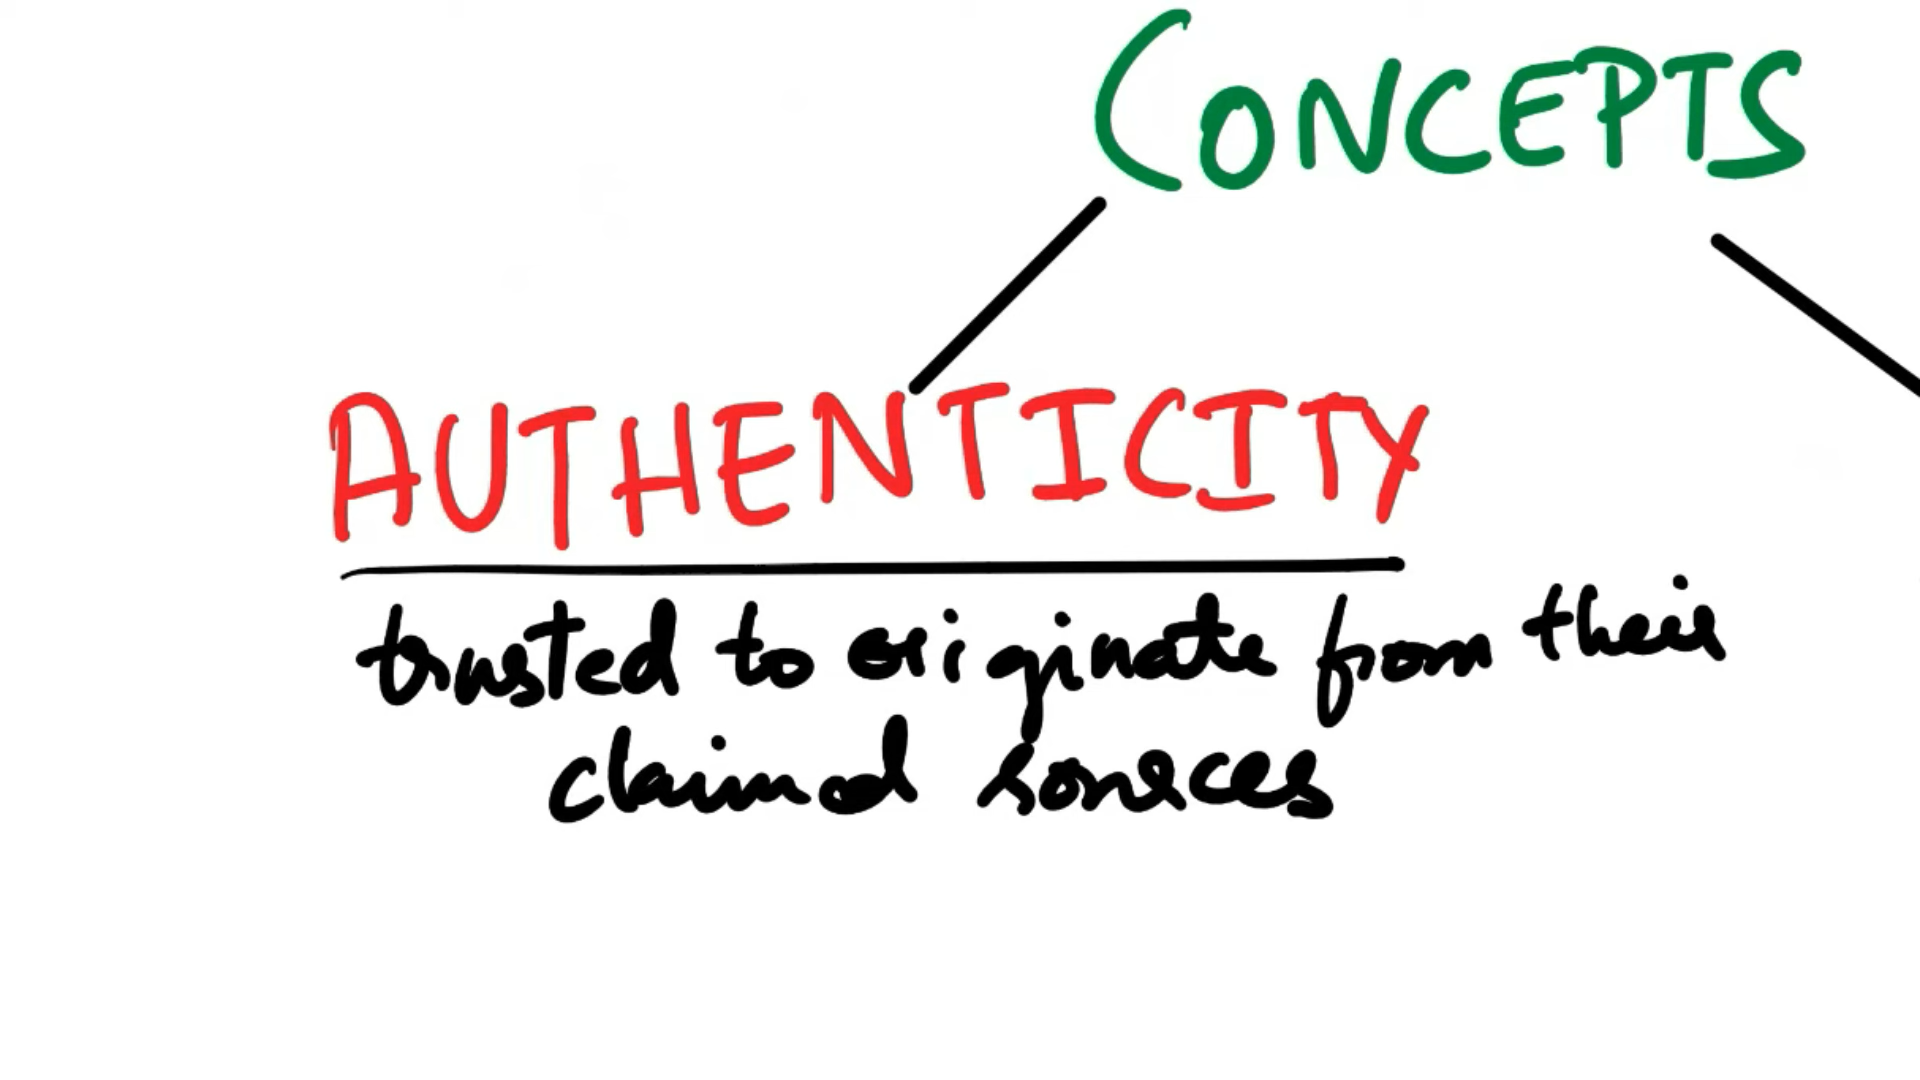 CONCEPTS
AUTHENTICITY
trusted to originate from their
claimed sources